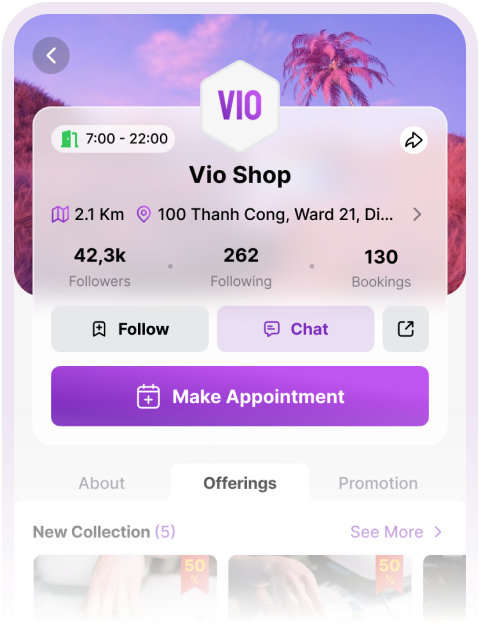 VIO
7:00 - 22:00
Vio Shop
2.1 Km 100 Thanh Cong, Ward 21, Di...
42,3k 262 130
Followers Following Bookings
Follow Chat
Make Appointment
About Offerings Promotion
New Collection (5) See More
50 50
% %